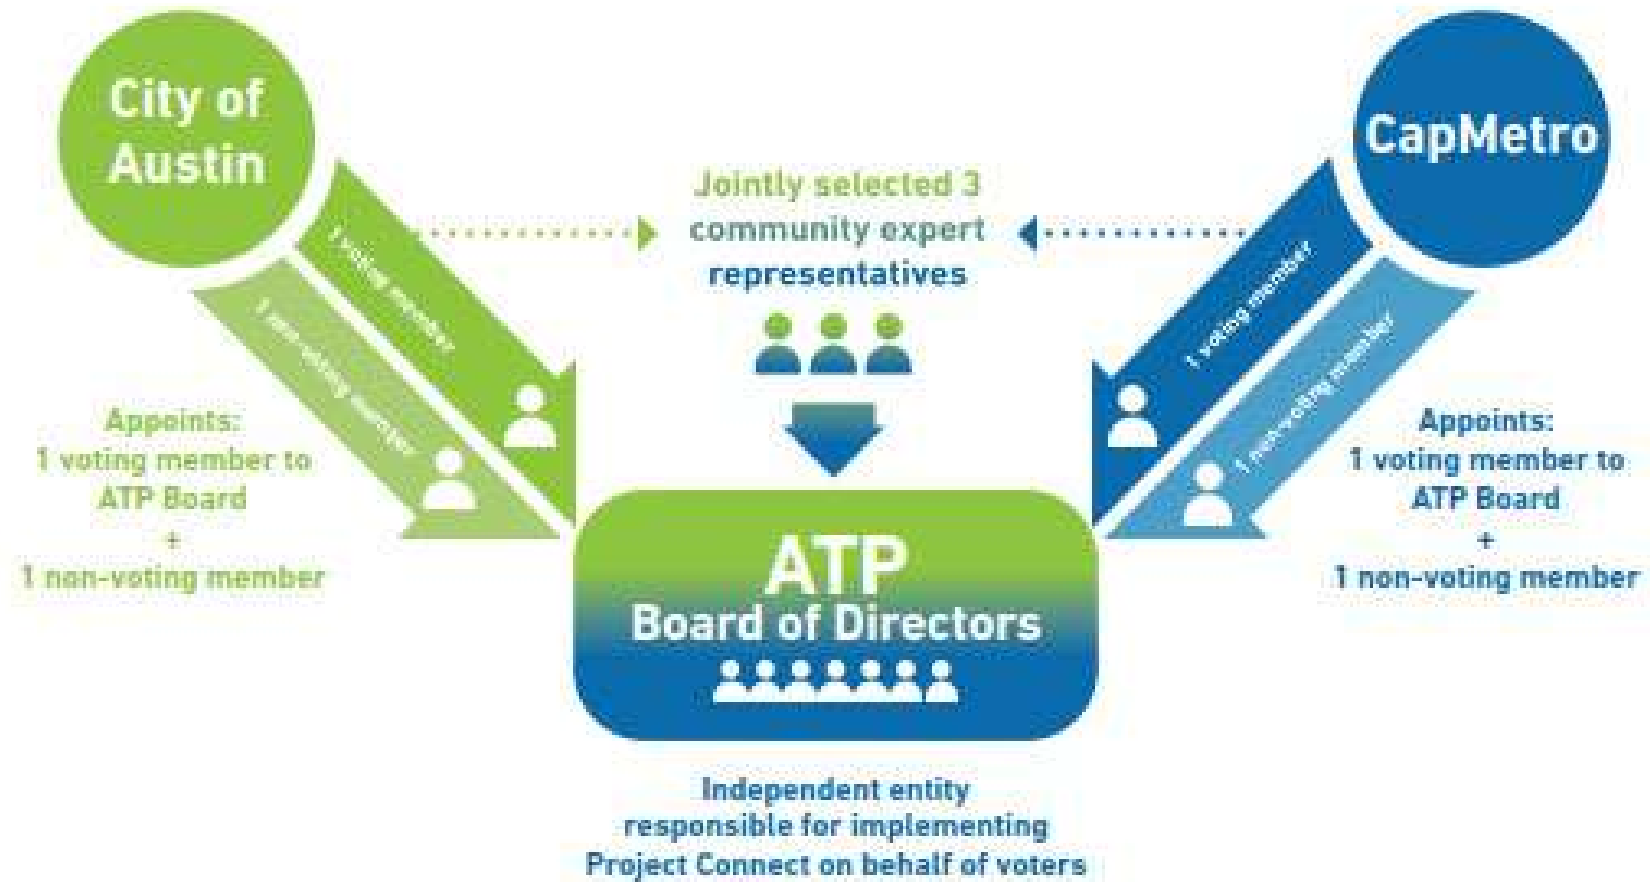 City of
Austin
CapMetro
Jointly selected 3
community expert
representatives
1 voting member
1 non-voting member
1 voting member
1 non-voting member
Appoints:
1 voting member to
ATP Board
+
1 non-voting member
Appoints:
1 voting member to
ATP Board
+
1 non-voting member
ATP
Board of Directors
Independent entity
responsible for implementing
Project Connect on behalf of voters